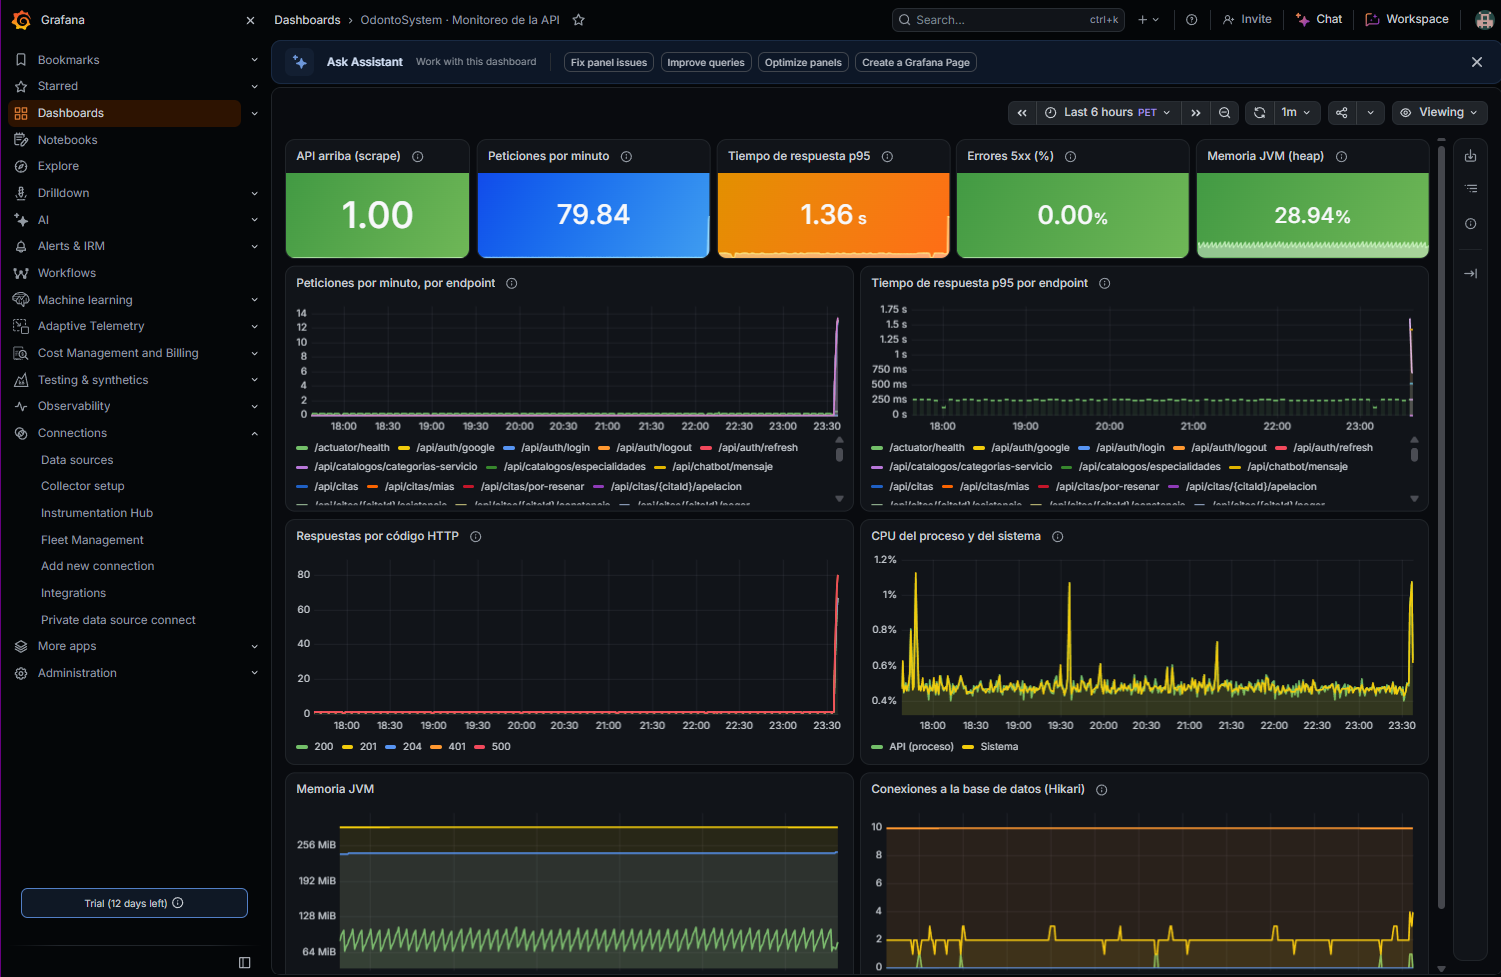 Grafana
Dashboards › OdontoSystem · Monitoreo de la API
Search... ctrl+k
Invite
Chat
Workspace
Bookmarks
Starred
Dashboards
Notebooks
Explore
Drilldown
AI
Alerts & IRM
Workflows
Machine learning
Adaptive Telemetry
Cost Management and Billing
Testing & synthetics
Observability
Connections
Data sources
Collector setup
Instrumentation Hub
Fleet Management
Add new connection
Integrations
Private data source connect
More apps
Administration
Trial (12 days left)
Ask Assistant Work with this dashboard Fix panel issues Improve queries Optimize panels Create a Grafana Page
Last 6 hours PET 1m Viewing
API arriba (scrape)
1.00
Peticiones por minuto
79.84
Tiempo de respuesta p95
1.36 s
Errores 5xx (%)
0.00%
Memoria JVM (heap)
28.94%
Peticiones por minuto, por endpoint
14
12
10
8
6
4
2
0
18:00 18:30 19:00 19:30 20:00 20:30 21:00 21:30 22:00 22:30 23:00 23:30
/actuator/health /api/auth/google /api/auth/login /api/auth/logout /api/auth/refresh
/api/catalogos/categorias-servicio /api/catalogos/especialidades /api/chatbot/mensaje
/api/citas /api/citas/mias /api/citas/por-resenar /api/citas/{citaId}/apelacion
Tiempo de respuesta p95 por endpoint
1.75 s
1.5 s
1.25 s
1 s
750 ms
500 ms
250 ms
0 s
18:00 19:00 20:00 21:00 22:00 23:00
/actuator/health /api/auth/google /api/auth/login /api/auth/logout /api/auth/refresh
/api/catalogos/categorias-servicio /api/catalogos/especialidades /api/chatbot/mensaje
/api/citas /api/citas/mias /api/citas/por-resenar /api/citas/{citaId}/apelacion
Respuestas por código HTTP
80
60
40
20
0
18:00 18:30 19:00 19:30 20:00 20:30 21:00 21:30 22:00 22:30 23:00 23:30
200 201 204 401 500
CPU del proceso y del sistema
1.2%
1%
0.8%
0.6%
0.4%
18:00 18:30 19:00 19:30 20:00 20:30 21:00 21:30 22:00 22:30 23:00 23:30
API (proceso) Sistema
Memoria JVM
256 MiB
192 MiB
128 MiB
64 MiB
Conexiones a la base de datos (Hikari)
10
8
6
4
2
0